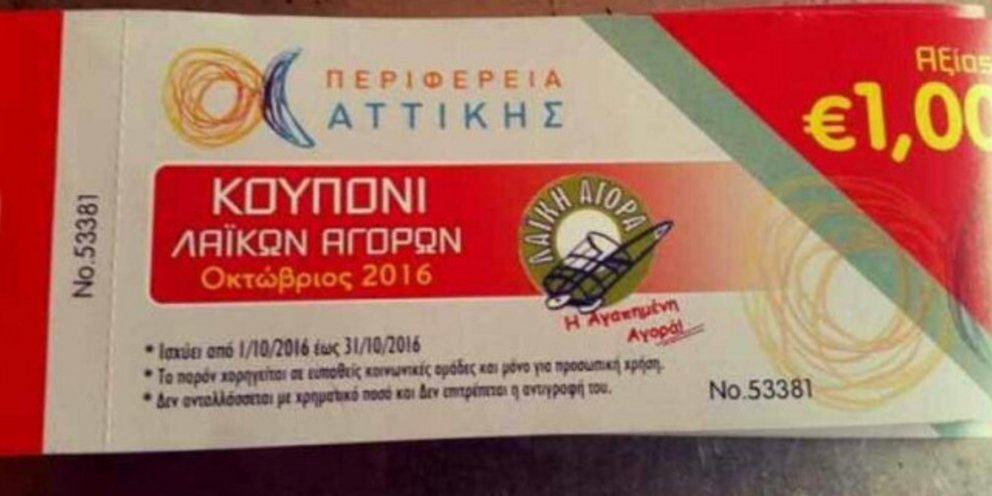 ΠΕΡΙΦΕΡΕΙΑ
ΑΤΤΙΚΗΣ
Αξίας
€1,00
ΚΟΥΠΟΝΙ
ΛΑΪΚΩΝ ΑΓΟΡΩΝ
Οκτώβριος 2016
ΛΑΪΚΗ ΑΓΟΡΑ
Η Αγαπημένη
Αγορά!
No.53381
* Ισχύει από 1/10/2016 έως 31/10/2016
* Το παρόν χορηγείται σε ευπαθείς κοινωνικές ομάδες και μόνο για προσωπική χρήση.
* Δεν ανταλλάσσεται με χρηματικό ποσό και δεν επιτρέπεται η αντιγραφή του.
No.53381